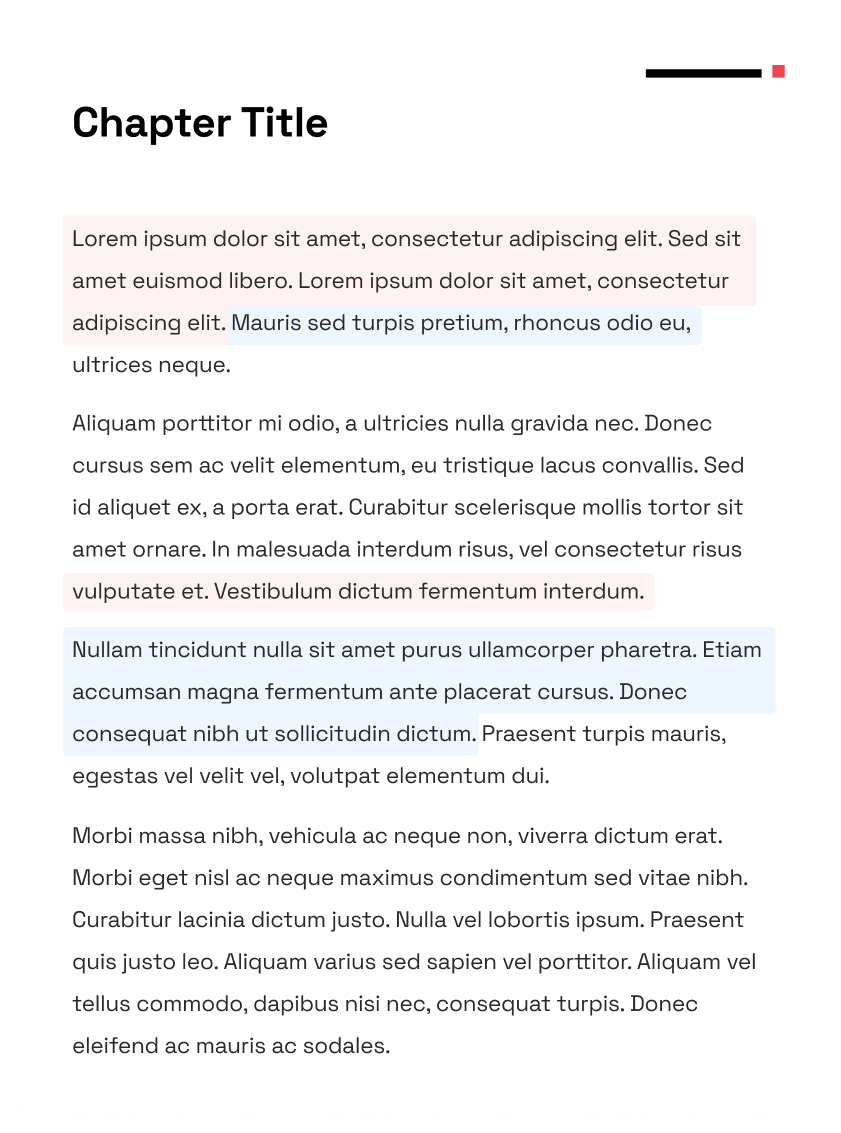 Chapter Title
Lorem ipsum dolor sit amet, consectetur adipiscing elit. Sed sit
amet euismod libero. Lorem ipsum dolor sit amet, consectetur
adipiscing elit. Mauris sed turpis pretium, rhoncus odio eu,
ultrices neque.
Aliquam porttitor mi odio, a ultricies nulla gravida nec. Donec
cursus sem ac velit elementum, eu tristique lacus convallis. Sed
id aliquet ex, a porta erat. Curabitur scelerisque mollis tortor sit
amet ornare. In malesuada interdum risus, vel consectetur risus
vulputate et. Vestibulum dictum fermentum interdum.
Nullam tincidunt nulla sit amet purus ullamcorper pharetra. Etiam
accumsan magna fermentum ante placerat cursus. Donec
consequat nibh ut sollicitudin dictum. Praesent turpis mauris,
egestas vel velit vel, volutpat elementum dui.
Morbi massa nibh, vehicula ac neque non, viverra dictum erat.
Morbi eget nisl ac neque maximus condimentum sed vitae nibh.
Curabitur lacinia dictum justo. Nulla vel lobortis ipsum. Praesent
quis justo leo. Aliquam varius sed sapien vel porttitor. Aliquam vel
tellus commodo, dapibus nisi nec, consequat turpis. Donec
eleifend ac mauris ac sodales.